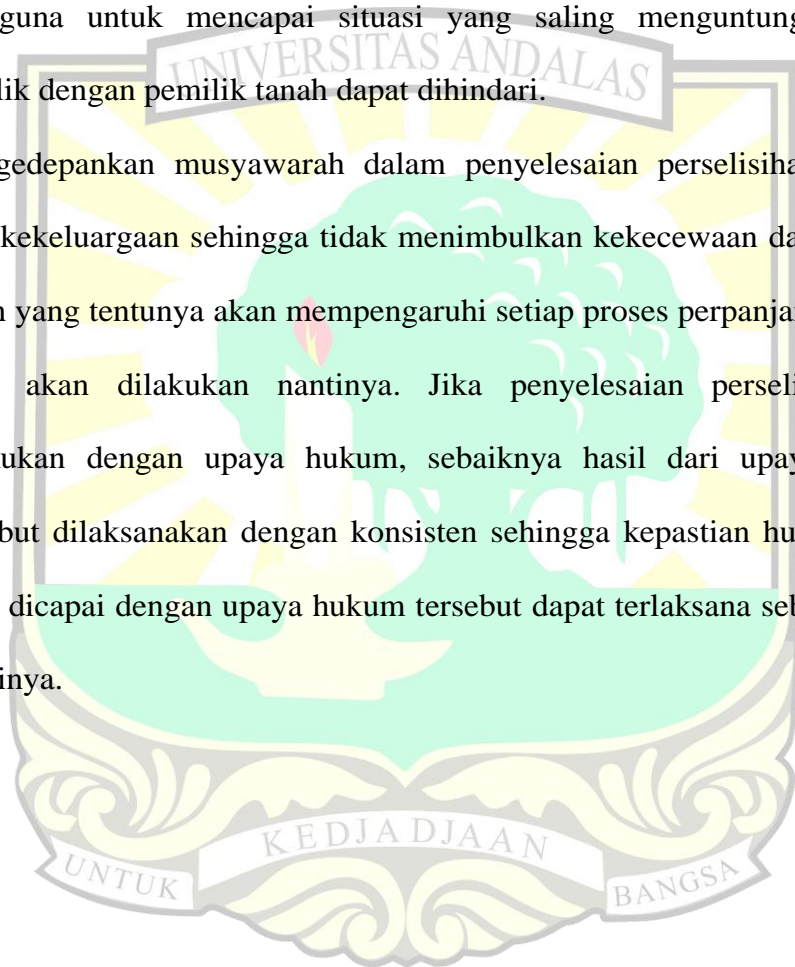 guna untuk mencapai situasi yang saling menguntung
UNIVERSITAS ANDALAS
lik dengan pemilik tanah dapat dihindari.
gedepankan musyawarah dalam penyelesaian perselisiha
kekeluargaan sehingga tidak menimbulkan kekecewaan da
n yang tentunya akan mempengaruhi setiap proses perpanjan
akan dilakukan nantinya. Jika penyelesaian perseli
ukan dengan upaya hukum, sebaiknya hasil dari upay
but dilaksanakan dengan konsisten sehingga kepastian hu
dicapai dengan upaya hukum tersebut dapat terlaksana seb
inya.
KEDJADJAAN
UNTUK
BANGSA